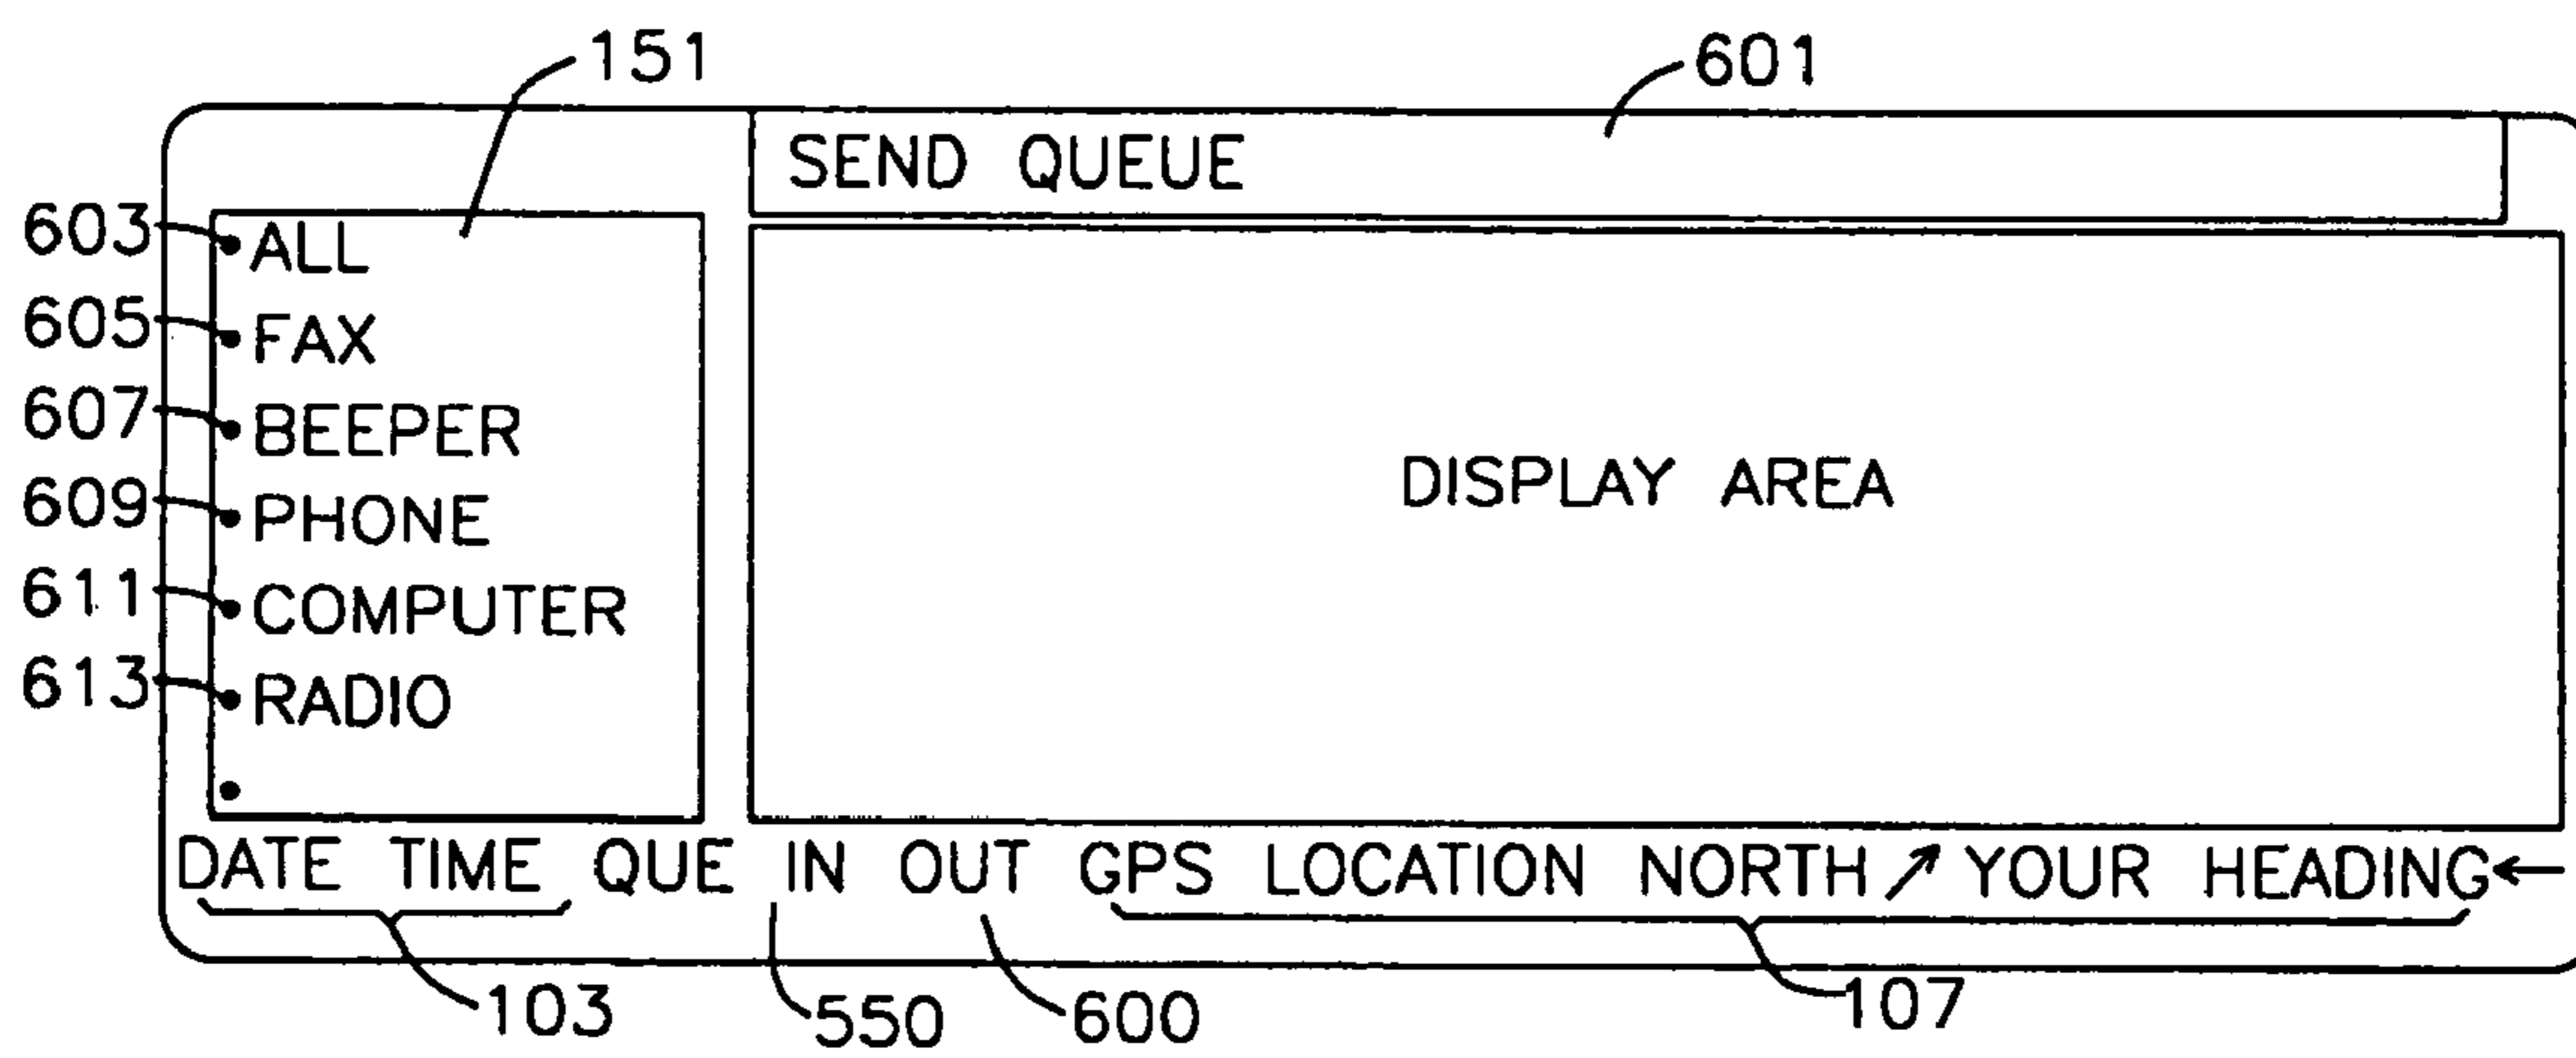 151
601
SEND QUEUE
603 • ALL
605 • FAX
607 • BEEPER
DISPLAY AREA
609 • PHONE
611 • COMPUTER
613 • RADIO
•
DATE TIME QUE IN OUT GPS LOCATION NORTH ↗ YOUR HEADING ←
103
550
600
107